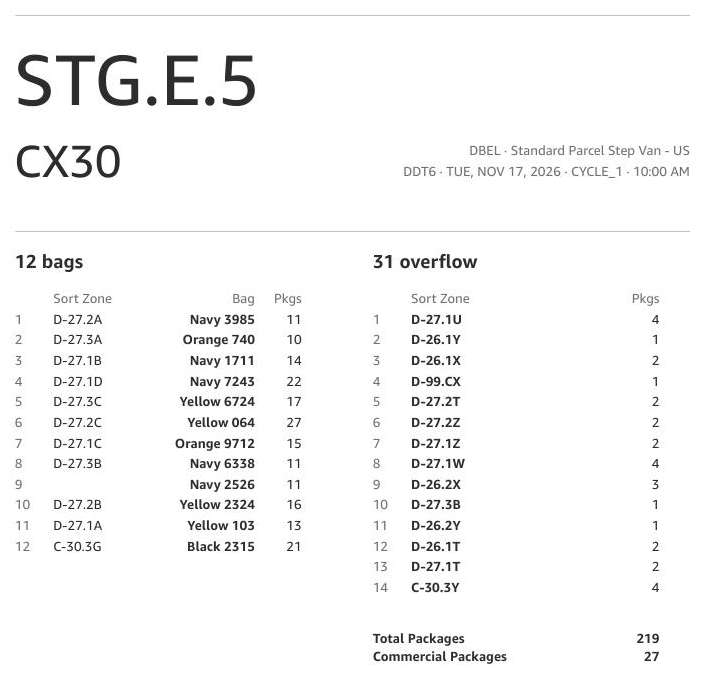 STG.E.5
CX30
DBEL · Standard Parcel Step Van - US
DDT6 · TUE, NOV 17, 2026 · CYCLE_1 · 10:00 AM
12 bags
Sort Zone Bag Pkgs
1 D-27.2A Navy 3985 11
2 D-27.3A Orange 740 10
3 D-27.1B Navy 1711 14
4 D-27.1D Navy 7243 22
5 D-27.3C Yellow 6724 17
6 D-27.2C Yellow 064 27
7 D-27.1C Orange 9712 15
8 D-27.3B Navy 6338 11
9 Navy 2526 11
10 D-27.2B Yellow 2324 16
11 D-27.1A Yellow 103 13
12 C-30.3G Black 2315 21
31 overflow
Sort Zone Pkgs
1 D-27.1U 4
2 D-26.1Y 1
3 D-26.1X 2
4 D-99.CX 1
5 D-27.2T 2
6 D-27.2Z 2
7 D-27.1Z 2
8 D-27.1W 4
9 D-26.2X 3
10 D-27.3B 1
11 D-26.2Y 1
12 D-26.1T 2
13 D-27.1T 2
14 C-30.3Y 4
Total Packages 219
Commercial Packages 27